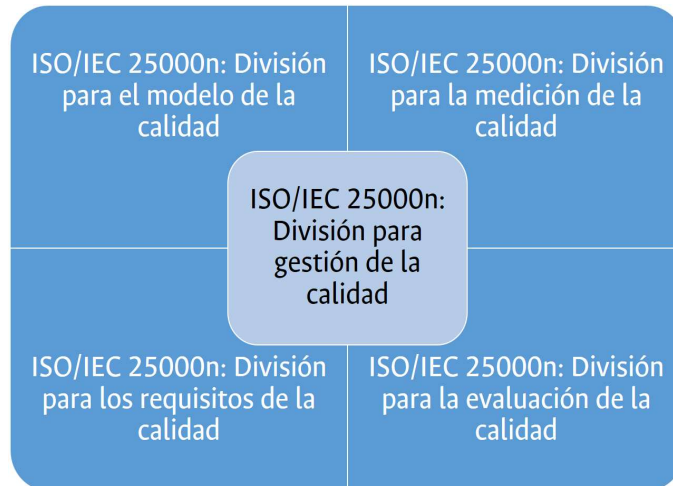 ISO/IEC 25000n: División
para el modelo de la
calidad
ISO/IEC 25000n: División
para la medición de la
calidad
ISO/IEC 25000n:
División para
gestión de la
calidad
ISO/IEC 25000n: División
para los requisitos de la
calidad
ISO/IEC 25000n: División
para la evaluación de la
calidad